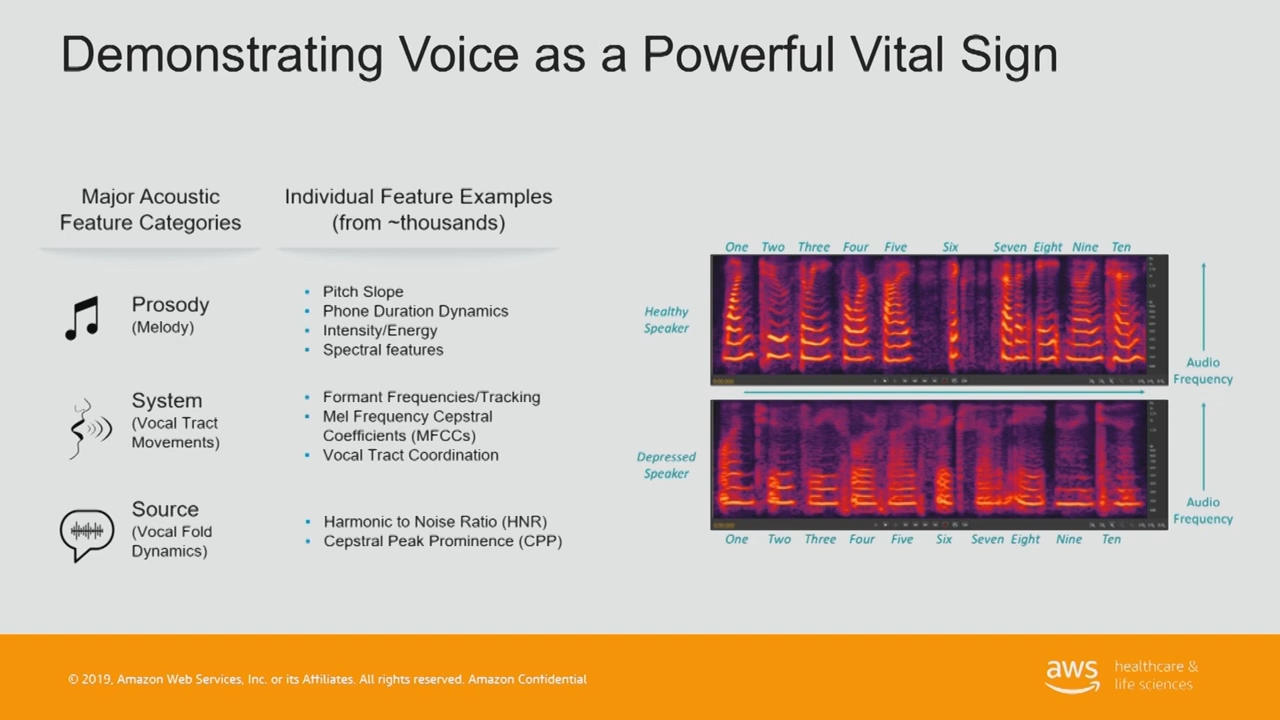 Demonstrating Voice as a Powerful Vital Sign
Major Acoustic
Feature Categories
Individual Feature Examples
(from ~thousands)
Prosody
(Melody)
• Pitch Slope
• Phone Duration Dynamics
• Intensity/Energy
• Spectral features
System
(Vocal Tract
Movements)
• Formant Frequencies/Tracking
• Mel Frequency Cepstral
Coefficients (MFCCs)
• Vocal Tract Coordination
Source
(Vocal Fold
Dynamics)
• Harmonic to Noise Ratio (HNR)
• Cepstral Peak Prominence (CPP)
One Two Three Four Five Six Seven Eight Nine Ten
Healthy
Speaker
Audio
Frequency
Depressed
Speaker
Audio
Frequency
One Two Three Four Five Six Seven Eight Nine Ten
© 2019, Amazon Web Services, Inc. or its Affiliates. All rights reserved. Amazon Confidential
aws
healthcare &
life sciences